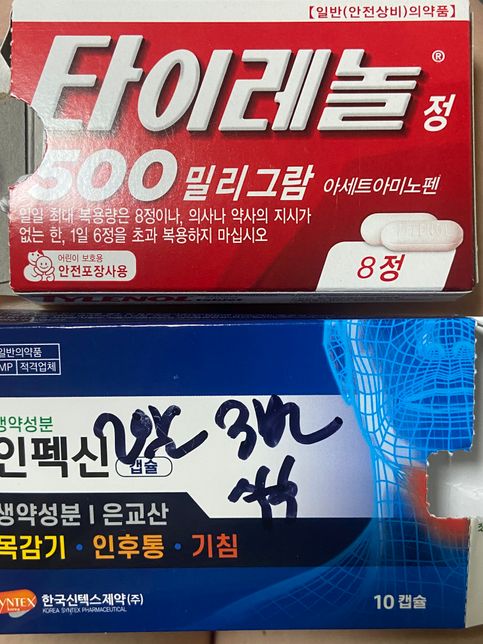 【일반(안전상비)의약품】
타이레놀® 정
500 밀리그람 아세트아미노펜
일일 최대 복용량은 8정이나, 의사나 약사의 지시가
없는 한, 1일 6정을 초과 복용하지 마십시오
어린이 보호용
안전포장사용
TYLENOL
8정
TYLENOL
일반의약품
GMP 적격업체
생약성분
인펙신
캡슐
생약성분 | 은교산
목감기 · 인후통 · 기침
SYNTEX
korea
한국신텍스제약(주)
KOREA SYNTEX PHARMACEUTICAL
10 캡슐